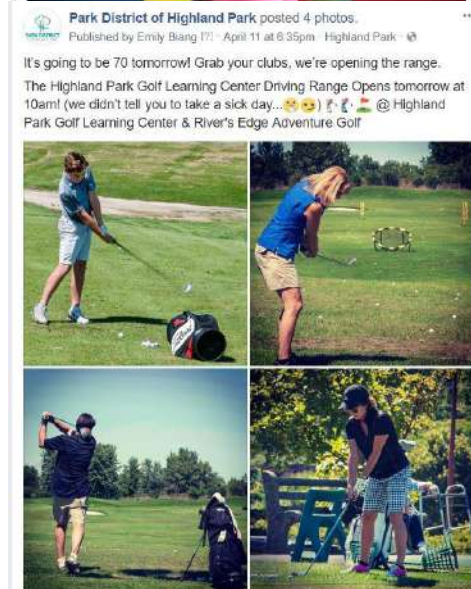 Park District of Highland Park posted 4 photos.
Published by Emily Biang [?] · April 11 at 6:35pm · Highland Park ·
It's going to be 70 tomorrow! Grab your clubs, we're opening the range.
The Highland Park Golf Learning Center Driving Range Opens tomorrow at
10am! (we didn't tell you to take a sick day...😁😏) 🏌️🏌️⛳ @ Highland
Park Golf Learning Center & River's Edge Adventure Golf
Titleist